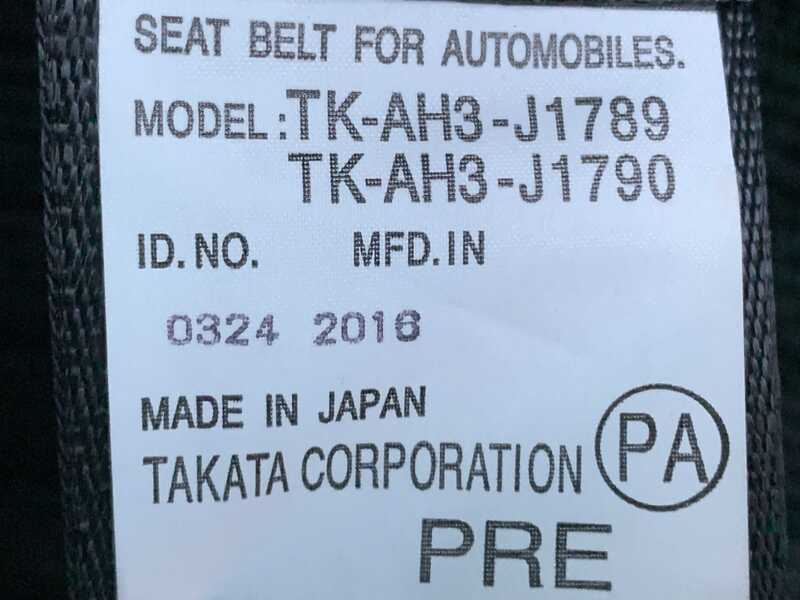 SEAT BELT FOR AUTOMOBILES.
MODEL: TK-AH3-J1789
TK-AH3-J1790
ID. NO. MFD. IN
0324 2016
MADE IN JAPAN
TAKATA CORPORATION PA
PRE